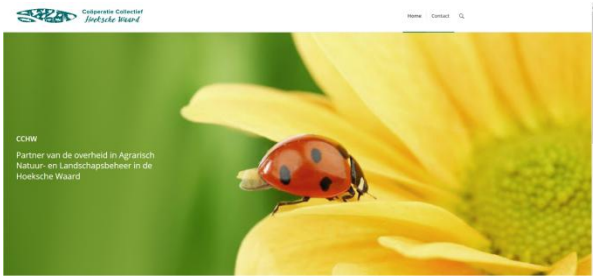 Coöperatie Collectief
Hoeksche Waard
Home Contact
CCHW
Partner van de overheid in Agrarisch
Natuur- en Landschapsbeheer in de
Hoeksche Waard